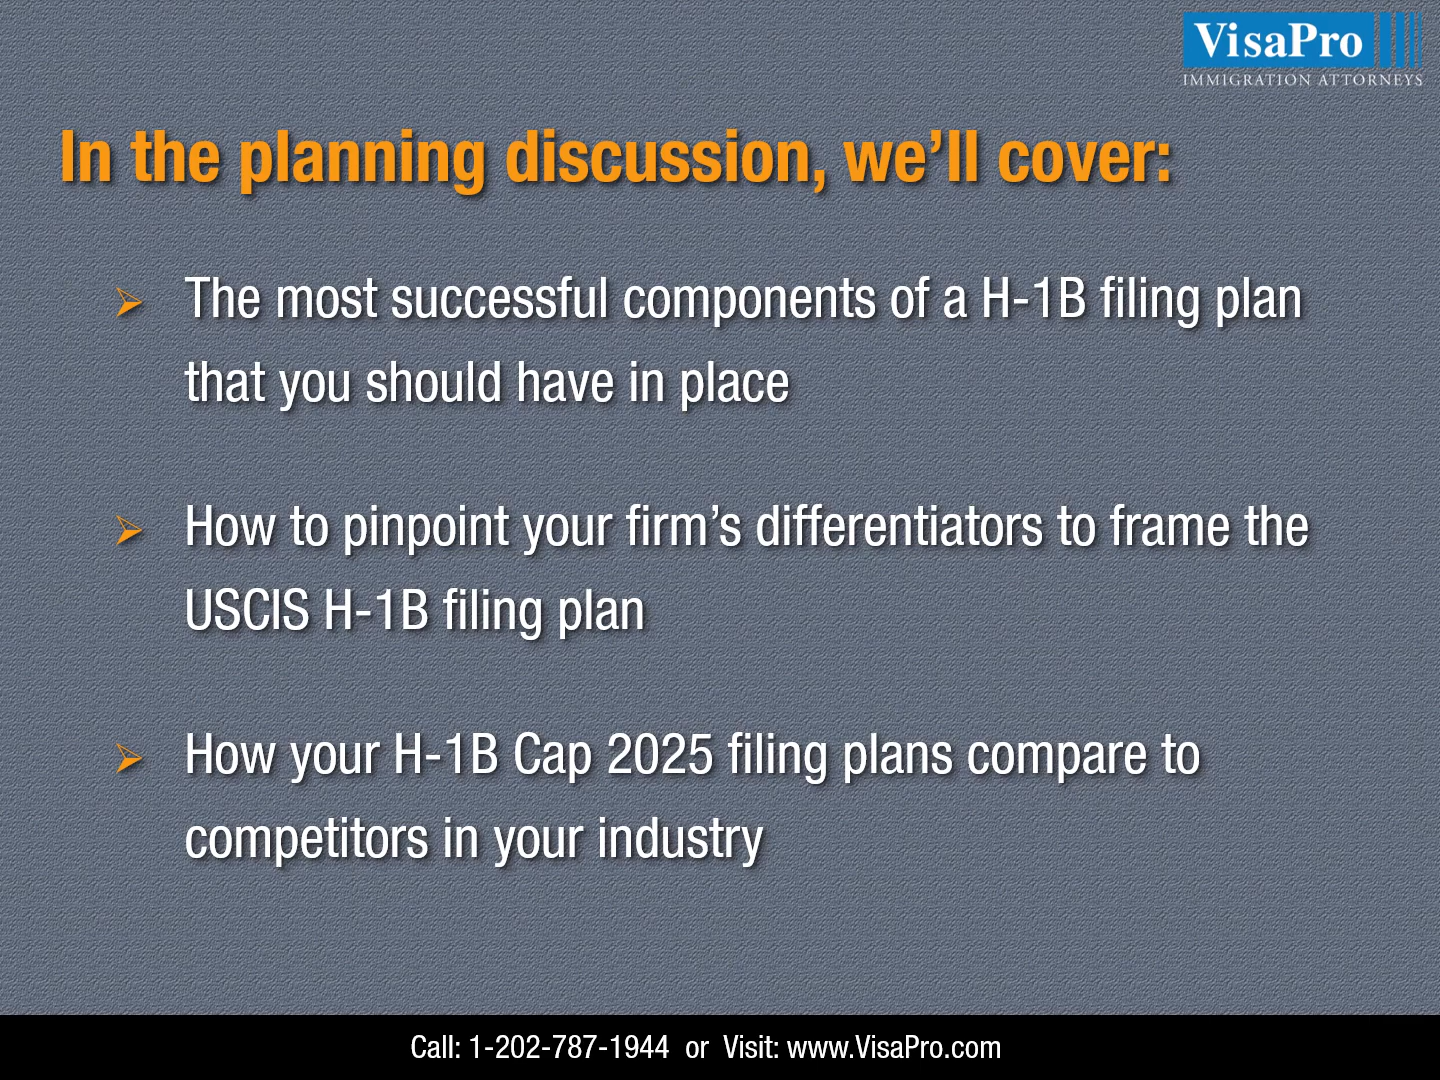 VisaPro
IMMIGRATION ATTORNEYS
In the planning discussion, we’ll cover:
➢ The most successful components of a H-1B filing plan
that you should have in place
➢ How to pinpoint your firm’s differentiators to frame the
USCIS H-1B filing plan
➢ How your H-1B Cap 2025 filing plans compare to
competitors in your industry
Call: 1-202-787-1944 or Visit: www.VisaPro.com